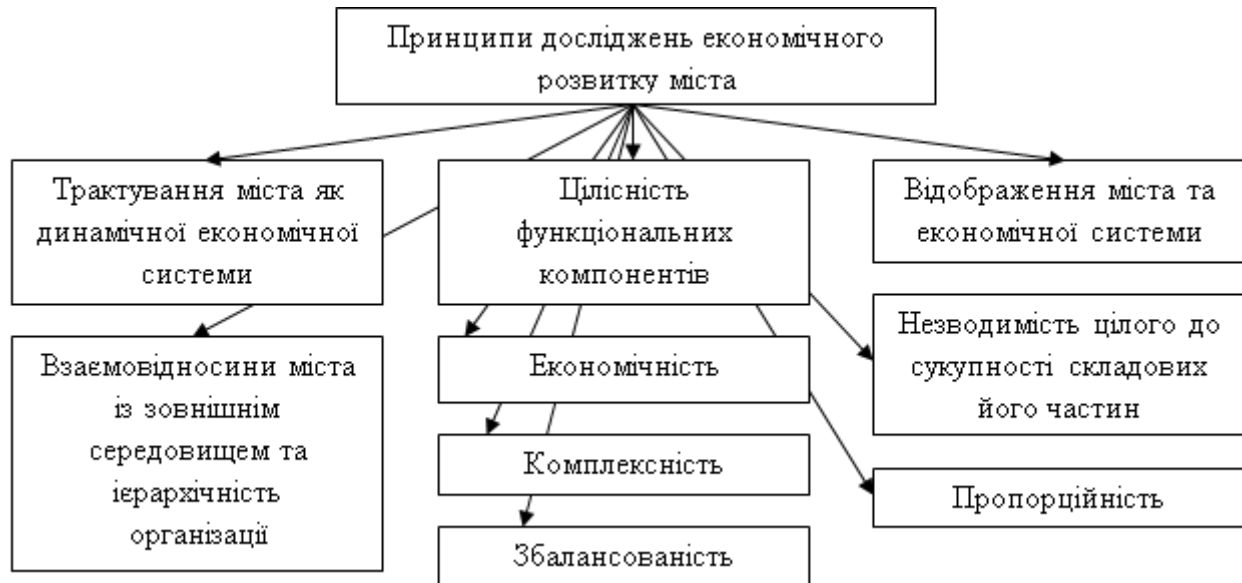 Принципи досліджень економічного
розвитку міста
Трактування міста як
динамічної економічної
системи
Цілісність
функціональних
компонентів
Відображення міста та
економічної системи
Взаємовідносини міста
із зовнішнім
середовищем та
ієрархічність
організації
Економічність
Комплексність
Збалансованість
Незводимість цілого до
сукупності складових
його частин
Пропорційність